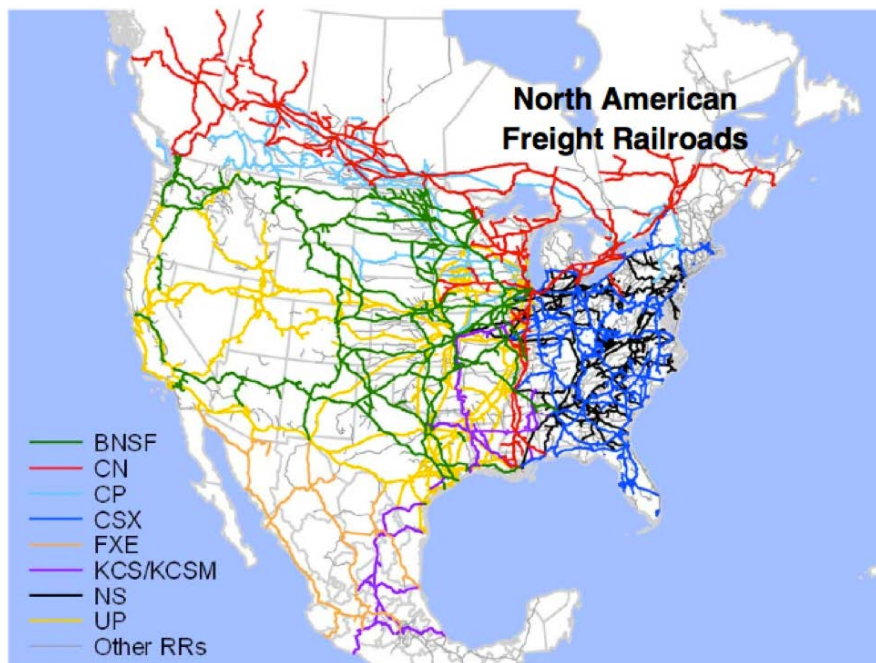 North American
Freight Railroads
BNSF
CN
CP
CSX
FXE
KCS/KCSM
NS
UP
Other RRs